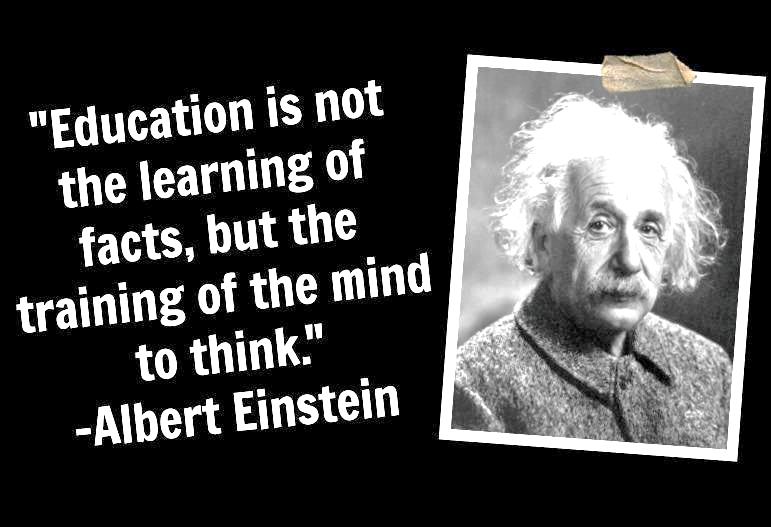 "Education is not
the learning of
facts, but the
training of the mind
to think."
-Albert Einstein